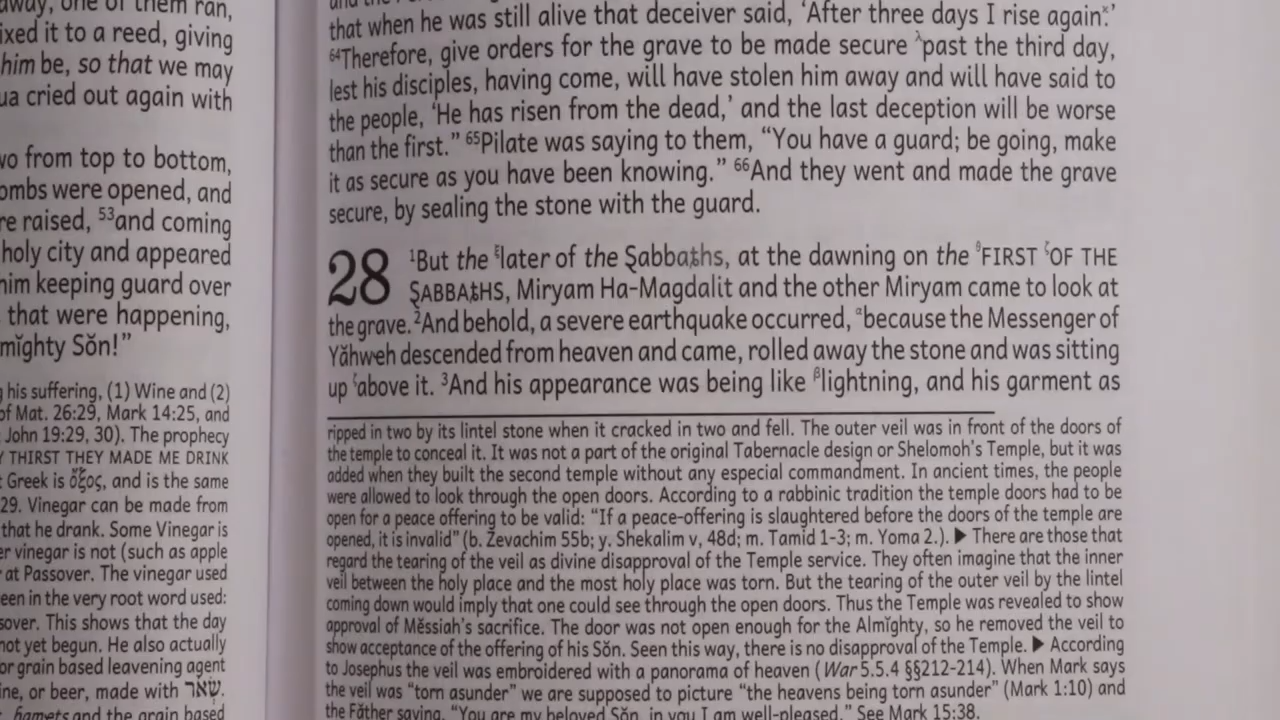 away, one of them ran,
ixed it to a reed, giving
him be, so that we may
ua cried out again with
wo from top to bottom,
ombs were opened, and
re raised, ⁵³and coming
holy city and appeared
him keeping guard over
that were happening,
mĭghty Sŏn!”
g his suffering, (1) Wine and (2)
of Mat. 26:29, Mark 14:25, and
John 19:29, 30). The prophecy
Y THIRST THEY MADE ME DRINK
t Greek is ὄξος, and is the same
29. Vinegar can be made from
that he drank. Some Vinegar is
er vinegar is not (such as apple
at Passover. The vinegar used
een in the very root word used:
sover. This shows that the day
not yet begun. He also actually
or grain based leavening agent
ine, or beer, made with שְׂאֹר.
hamets and the grain based
that when he was still alive that deceiver said, ‘After three days I rise againˣ.’
⁶⁴Therefore, give orders for the grave to be made secure ᵡpast the third day,
lest his disciples, having come, will have stolen him away and will have said to
the people, ‘He has risen from the dead,’ and the last deception will be worse
than the first.” ⁶⁵Pilate was saying to them, “You have a guard; be going, make
it as secure as you have been knowing.” ⁶⁶And they went and made the grave
secure, by sealing the stone with the guard.
28 ¹But the ᶓlater of the Şabbaṯhs, at the dawning on the ᶿFIRST ᶓOF THE
ŞABBAṮHS, Miryam Ha-Magdalit and the other Miryam came to look at
the grave. ²And behold, a severe earthquake occurred, ᵅbecause the Messenger of
Yăhweh descended from heaven and came, rolled away the stone and was sitting
up ᶓabove it. ³And his appearance was being like ᵝlightning, and his garment as
ripped in two by its lintel stone when it cracked in two and fell. The outer veil was in front of the doors of
the temple to conceal it. It was not a part of the original Tabernacle design or Shelomoh’s Temple, but it was
added when they built the second temple without any especial commandment. In ancient times, the people
were allowed to look through the open doors. According to a rabbinic tradition the temple doors had to be
open for a peace offering to be valid: “If a peace-offering is slaughtered before the doors of the temple are
opened, it is invalid” (b. Zevachim 55b; y. Shekalim v, 48d; m. Tamid 1-3; m. Yoma 2.). ▶ There are those that
regard the tearing of the veil as divine disapproval of the Temple service. They often imagine that the inner
veil between the holy place and the most holy place was torn. But the tearing of the outer veil by the lintel
coming down would imply that one could see through the open doors. Thus the Temple was revealed to show
approval of Mĕssiah’s sacrifice. The door was not open enough for the Almĭghty, so he removed the veil to
show acceptance of the offering of his Sŏn. Seen this way, there is no disapproval of the Temple. ▶ According
to Josephus the veil was embroidered with a panorama of heaven (War 5.5.4 §§212-214). When Mark says
the veil was “torn asunder” we are supposed to picture “the heavens being torn asunder” (Mark 1:10) and
the Făther saying, “You are my beloved Sŏn, in you I am well-pleased.” See Mark 15:38.